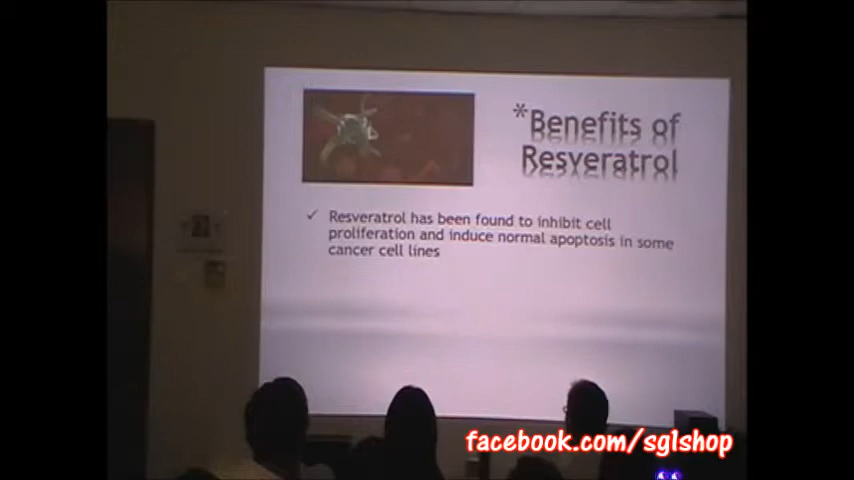 *Benefits of
Resveratrol
✓ Resveratrol has been found to inhibit cell
proliferation and induce normal apoptosis in some
cancer cell lines
facebook.com/sg1shop